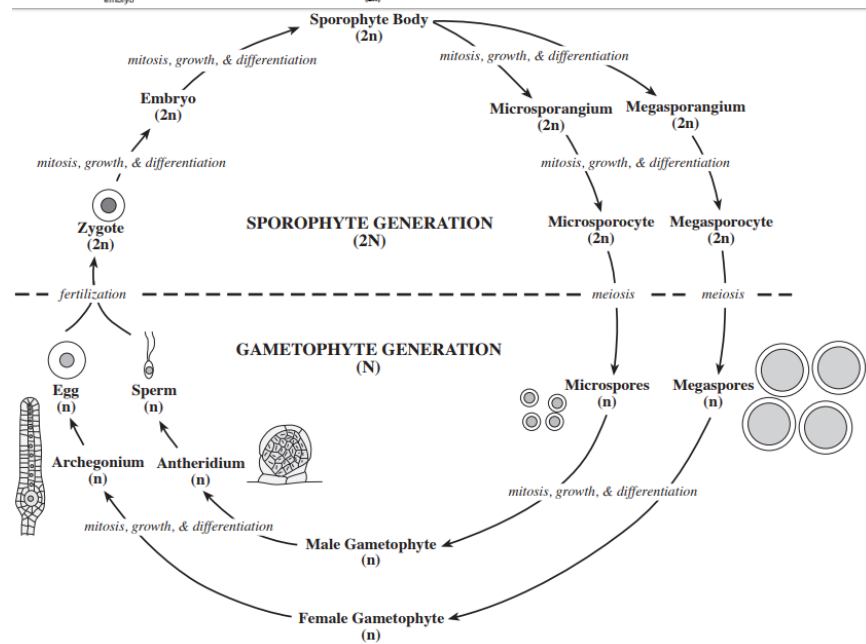 embryo
Sporophyte Body
(2n)
mitosis, growth, & differentiation
mitosis, growth, & differentiation
Embryo
(2n)
Microsporangium
(2n)
Megasporangium
(2n)
mitosis, growth, & differentiation
mitosis, growth, & differentiation
Zygote
(2n)
SPOROPHYTE GENERATION
(2N)
Microsporocyte
(2n)
Megasporocyte
(2n)
fertilization
meiosis
meiosis
GAMETOPHYTE GENERATION
(N)
Egg
(n)
Sperm
(n)
Microspores
(n)
Megaspores
(n)
Archegonium
(n)
Antheridium
(n)
mitosis, growth, & differentiation
mitosis, growth, & differentiation
Male Gametophyte
(n)
Female Gametophyte
(n)